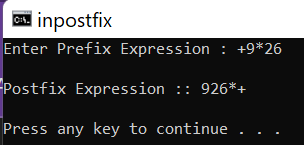 inpostfix
Enter Prefix Expression : +9*26
Postfix Expression :: 926*+
Press any key to continue . . .